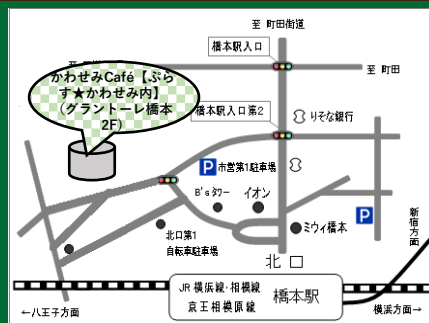 至 町田街道
橋本駅入口
至 町田
かわせみCafé【ぷら
す★かわせみ内】
(グラントーレ橋本
2F)
橋本駅入口第2
りそな銀行
P 市営第1駐車場
B'sタワー
イオン
P
新宿方面
ミウィ橋本
北口第1
自転車駐車場
北 口
JR 横浜線・相模線
京王相模原線
橋本駅
←八王子方面
横浜方面→